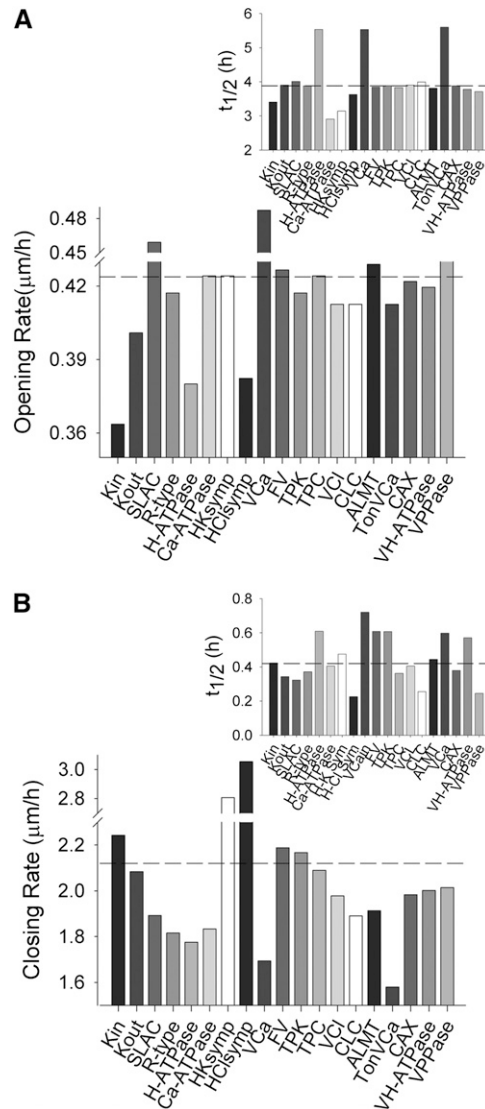 A
t1/2 (h)
6
5
4
3
2
Kin
Kout
SLAC
R-type
H-ATPase
Ca-ATPase
HKsymp
HClsymp
VCa
FV
TPK
TPC
VCl
CLC
ALMT
TonVCa
CAX
VH-ATPase
VPPase
Opening Rate(μm/h)
0.48
0.45
0.42
0.39
0.36
Kin
Kout
SLAC
R-type
H-ATPase
Ca-ATPase
HKsymp
HClsymp
VCa
FV
TPK
TPC
VCl
CLC
ALMT
TonVCa
CAX
VH-ATPase
VPPase
B
t1/2 (h)
0.8
0.6
0.4
0.2
0.0
Kin
Kout
SLAC
R-type
H-ATPase
Ca-ATPase
H-K Sym
H-Cl Sym
VCain
FV
TPK
TPC
VCl
CLC
ALMT
VCa
CAX
VH-ATPase
VPPase
Closing Rate (μm/h)
3.0
2.8
2.2
2.0
1.8
1.6
Kin
Kout
SLAC
R-type
H-ATPase
Ca-ATPase
HKsymp
HClsymp
VCa
FV
TPK
TPC
VCl
CLC
ALMT
TonVCa
CAX
VH-ATPase
VPPase